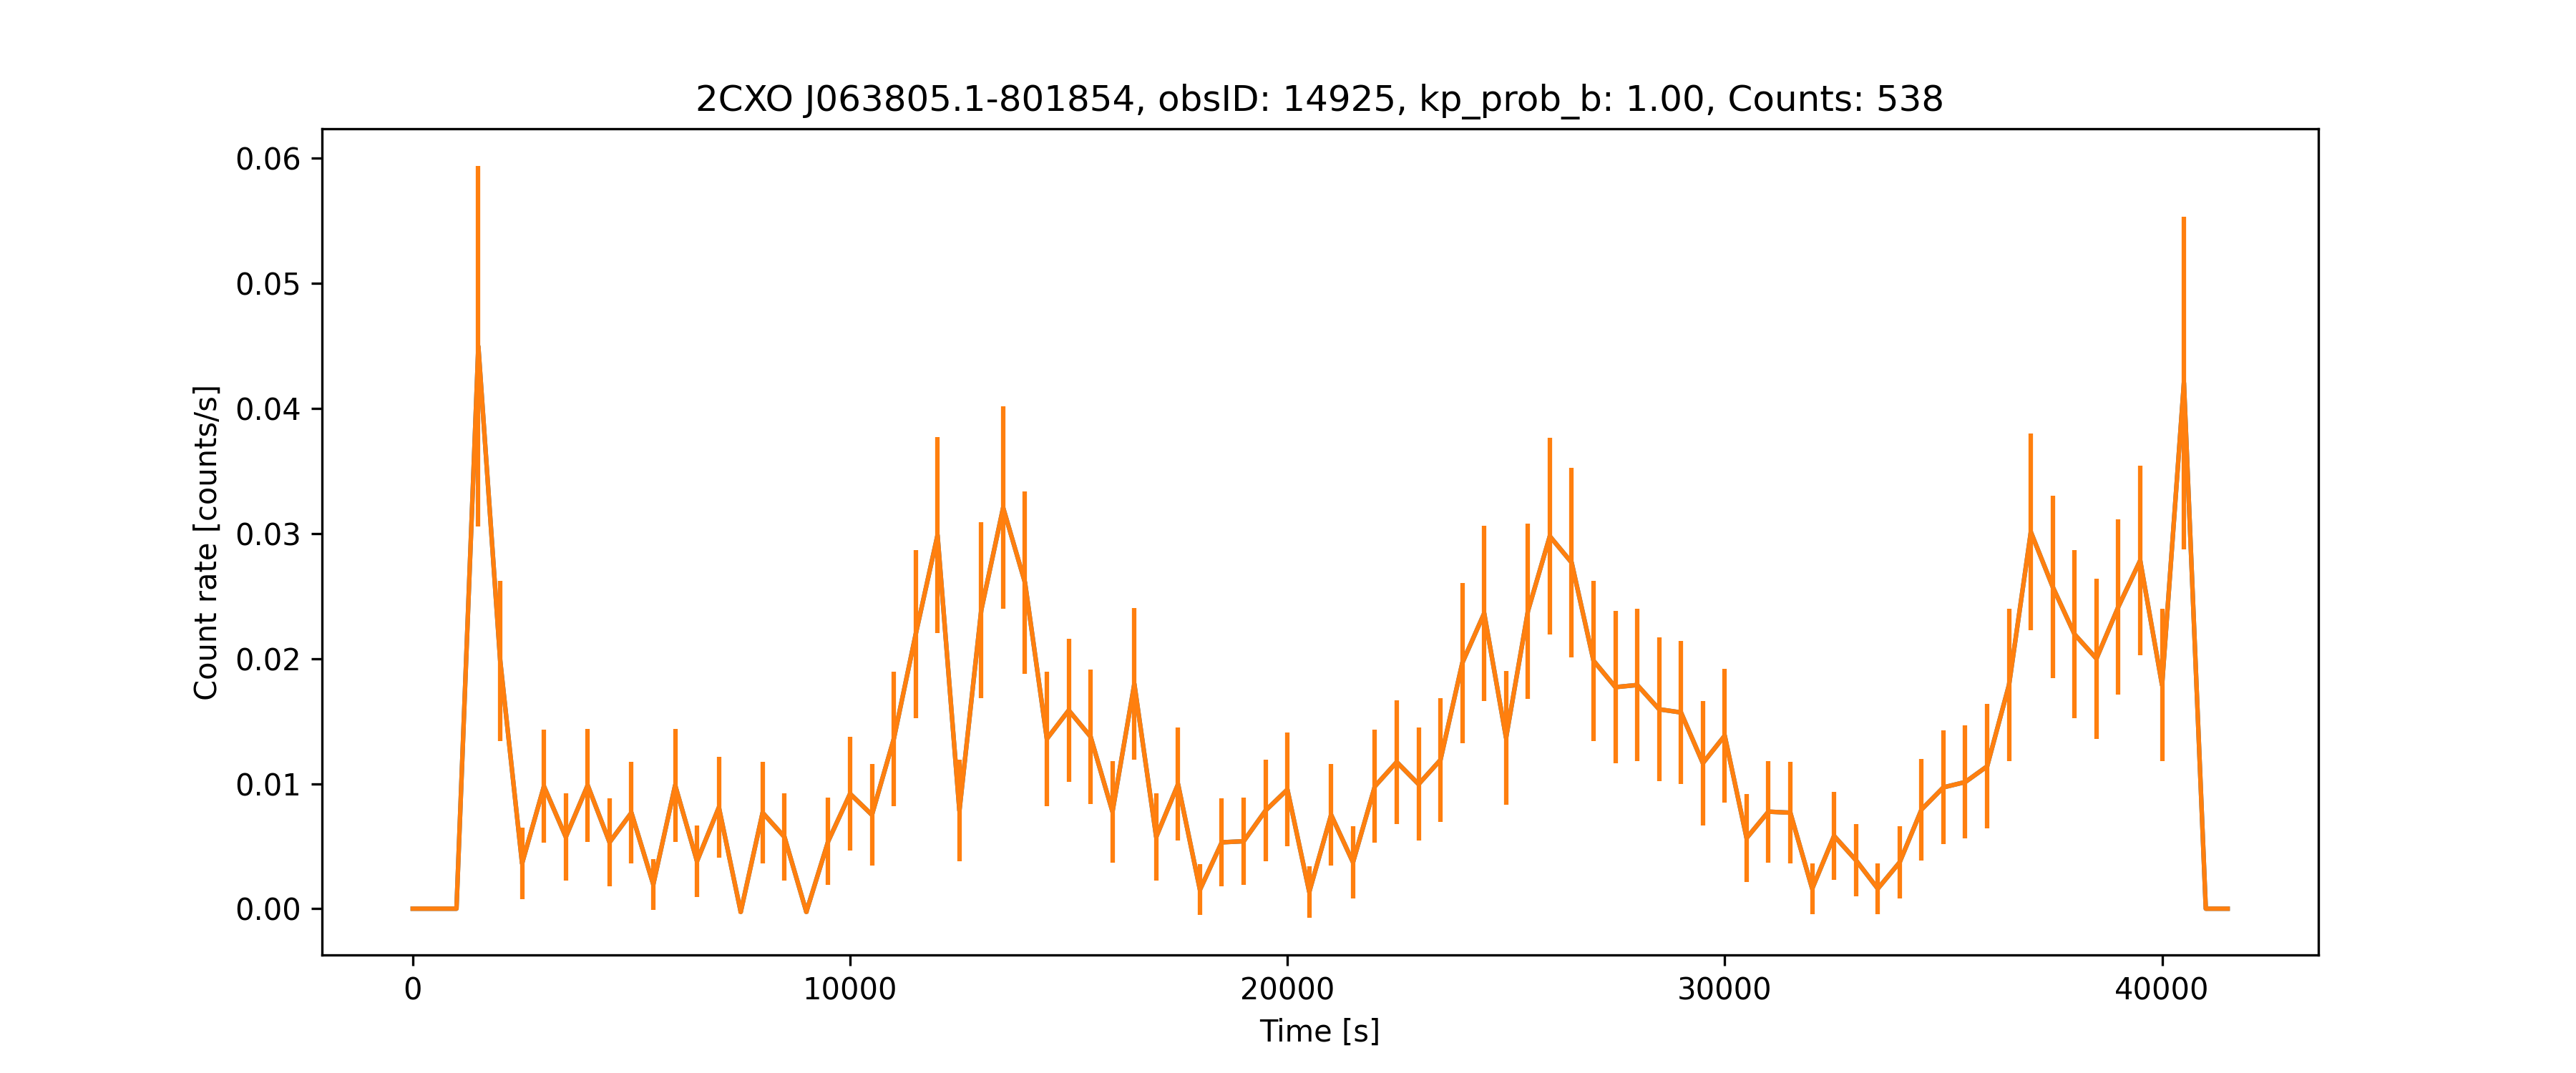 2CXO J063805.1-801854, obsID: 14925, kp_prob_b: 1.00, Counts: 538
0.06
0.05
0.04
0.03
0.02
0.01
0.00
Count rate [counts/s]
0 10000 20000 30000 40000
Time [s]